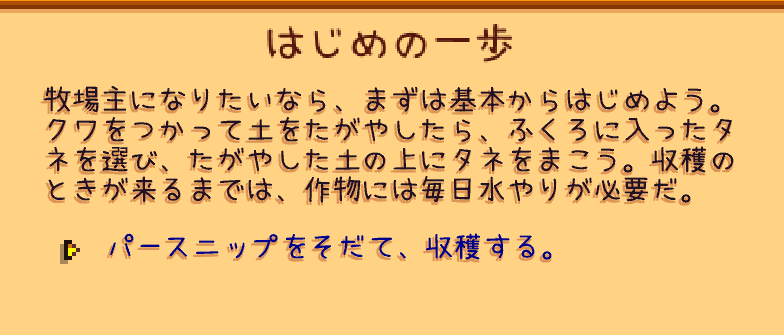 はじめの一歩
牧場主になりたいなら、まずは基本からはじめよう。
クワをつかって土をたがやしたら、ふくろに入ったタ
ネを選び、たがやした土の上にタネをまこう。収穫の
ときが来るまでは、作物には毎日水やりが必要だ。
パースニップをそだて、収穫する。